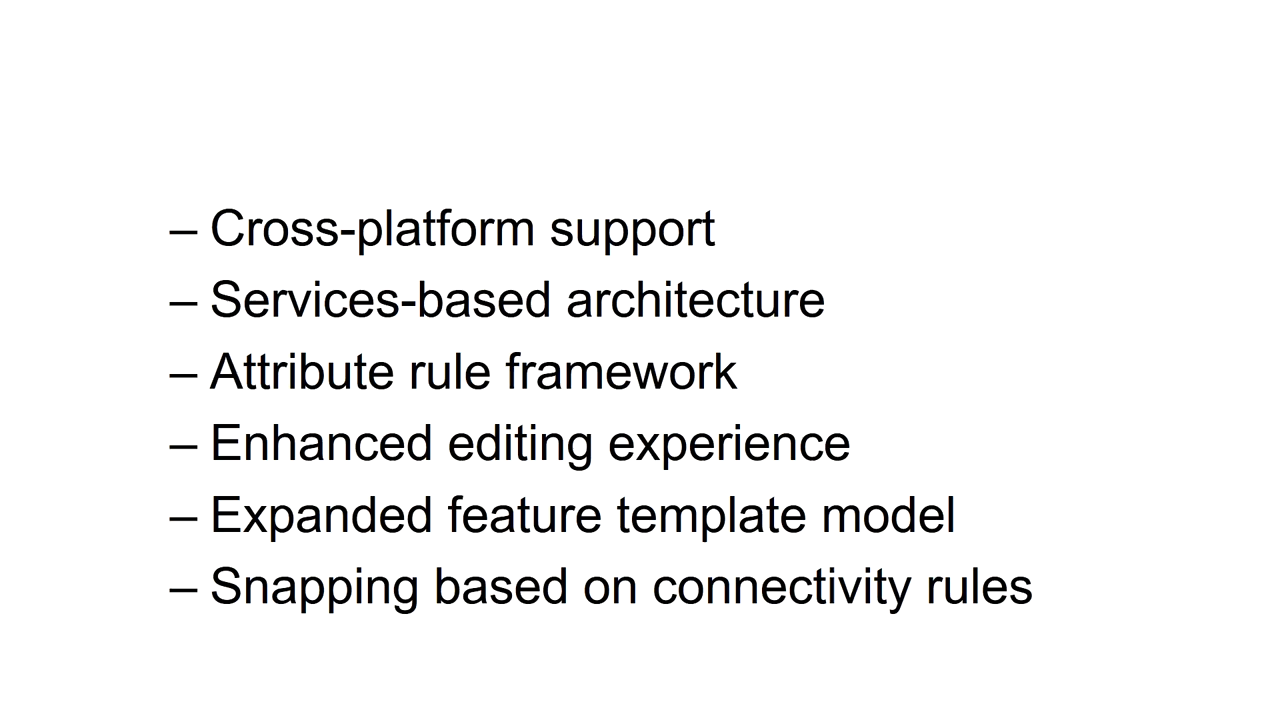 – Cross-platform support
– Services-based architecture
– Attribute rule framework
– Enhanced editing experience
– Expanded feature template model
– Snapping based on connectivity rules